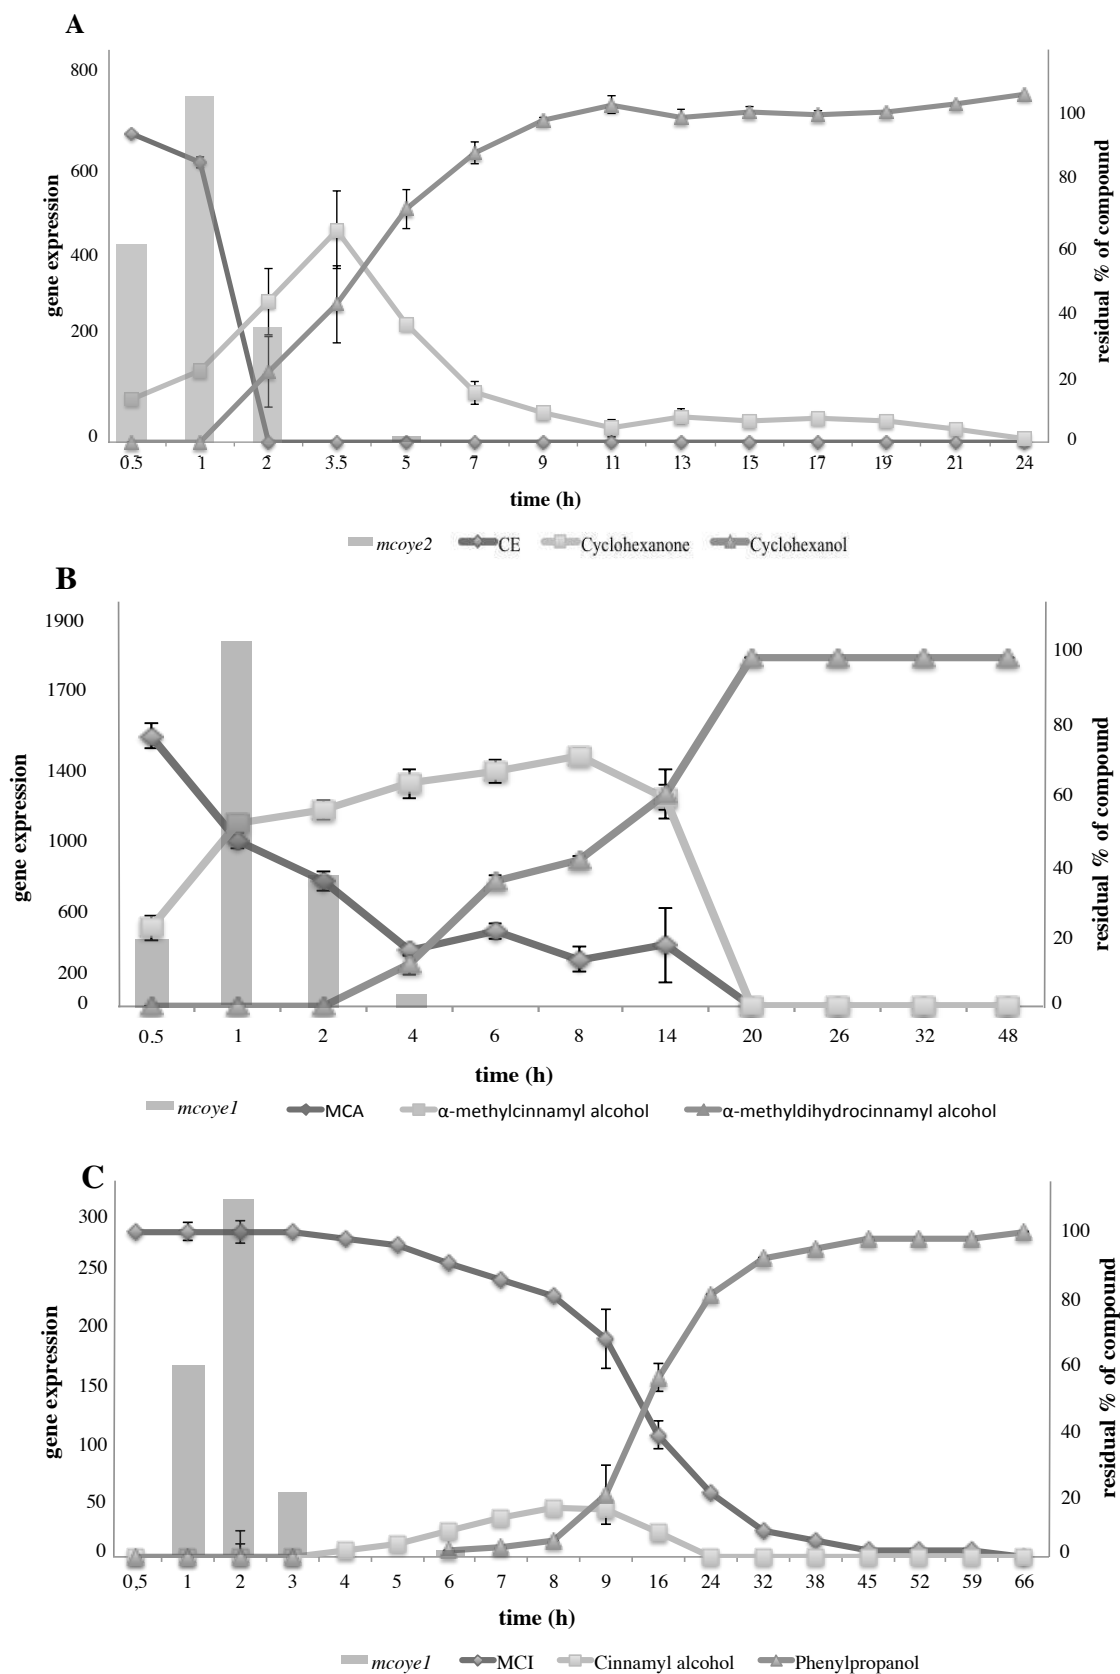 A
800
600
400
200
0
gene expression
100
80
60
40
20
0
residual % of compound
0.5 1 2 3.5 5 7 9 11 13 15 17 19 21 24
time (h)
mcoye2 CE Cyclohexanone Cyclohexanol
B
1900
1700
1400
1000
600
200
0
gene expression
100
80
60
40
20
0
residual % of compound
0.5 1 2 4 6 8 14 20 26 32 48
time (h)
mcoye1 MCA α-methylcinnamyl alcohol α-methyldihydrocinnamyl alcohol
C
300
250
200
150
100
50
0
gene expression
100
80
60
40
20
0
residual % of compound
0,5 1 2 3 4 5 6 7 8 9 16 24 32 38 45 52 59 66
time (h)
mcoye1 MCI Cinnamyl alcohol Phenylpropanol